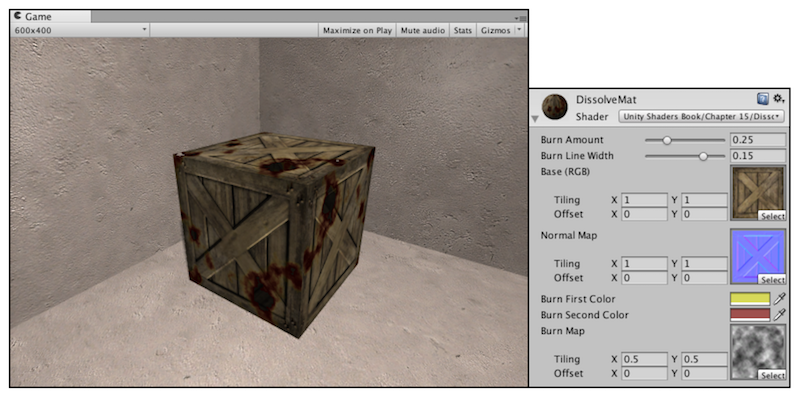 Game
600x400
Maximize on Play
Mute audio
Stats
Gizmos
DissolveMat
Shader
Unity Shaders Book/Chapter 15/Dissc
Burn Amount
0.25
Burn Line Width
0.15
Base (RGB)
Tiling X 1 Y 1
Offset X 0 Y 0
Select
Normal Map
Tiling X 1 Y 1
Offset X 0 Y 0
Select
Burn First Color
Burn Second Color
Burn Map
Tiling X 0.5 Y 0.5
Offset X 0 Y 0
Select